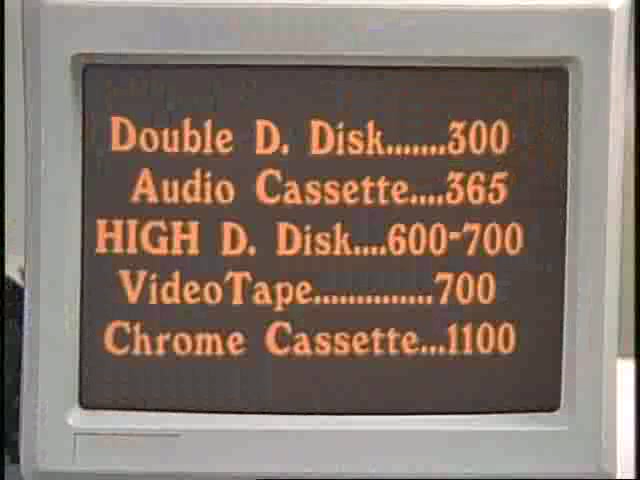 Double D. Disk.......300
Audio Cassette....365
HIGH D. Disk....600-700
VideoTape..............700
Chrome Cassette...1100